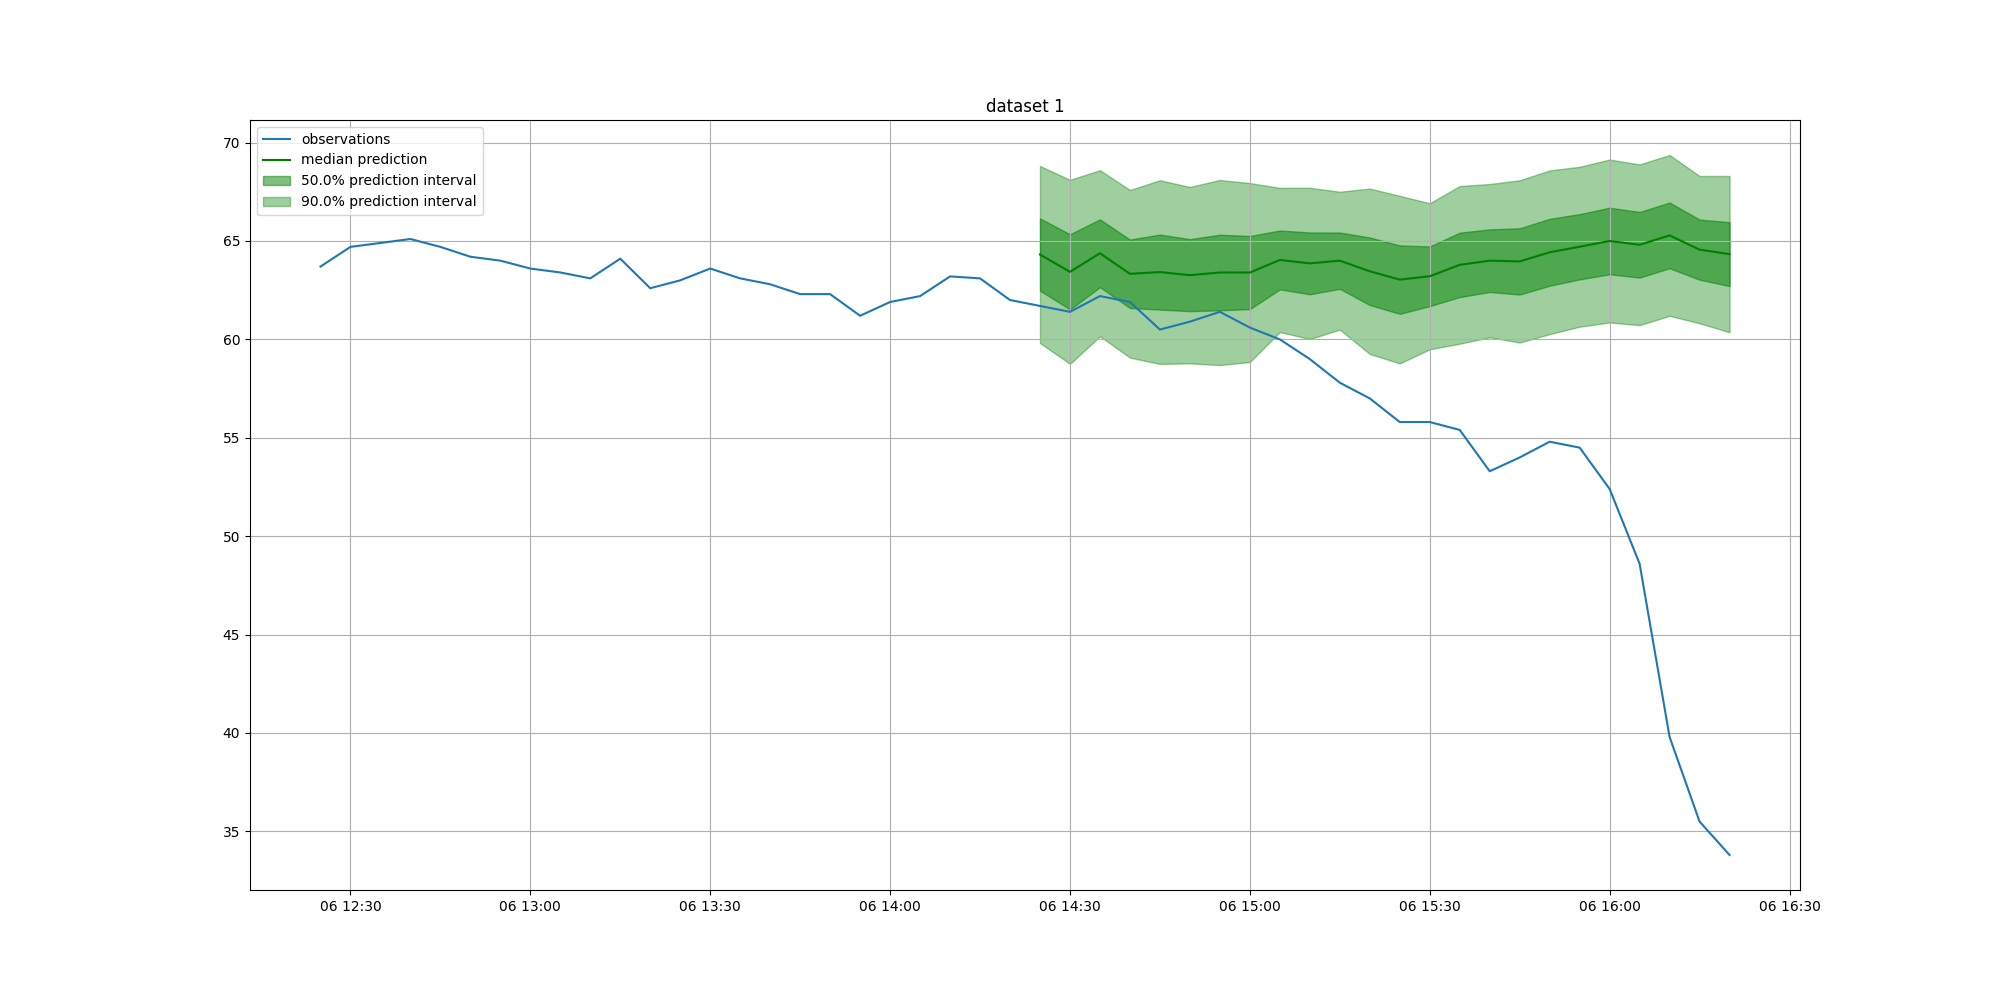 dataset 1
observations
median prediction
50.0% prediction interval
90.0% prediction interval
70
65
60
55
50
45
40
35
06 12:30 06 13:00 06 13:30 06 14:00 06 14:30 06 15:00 06 15:30 06 16:00 06 16:30